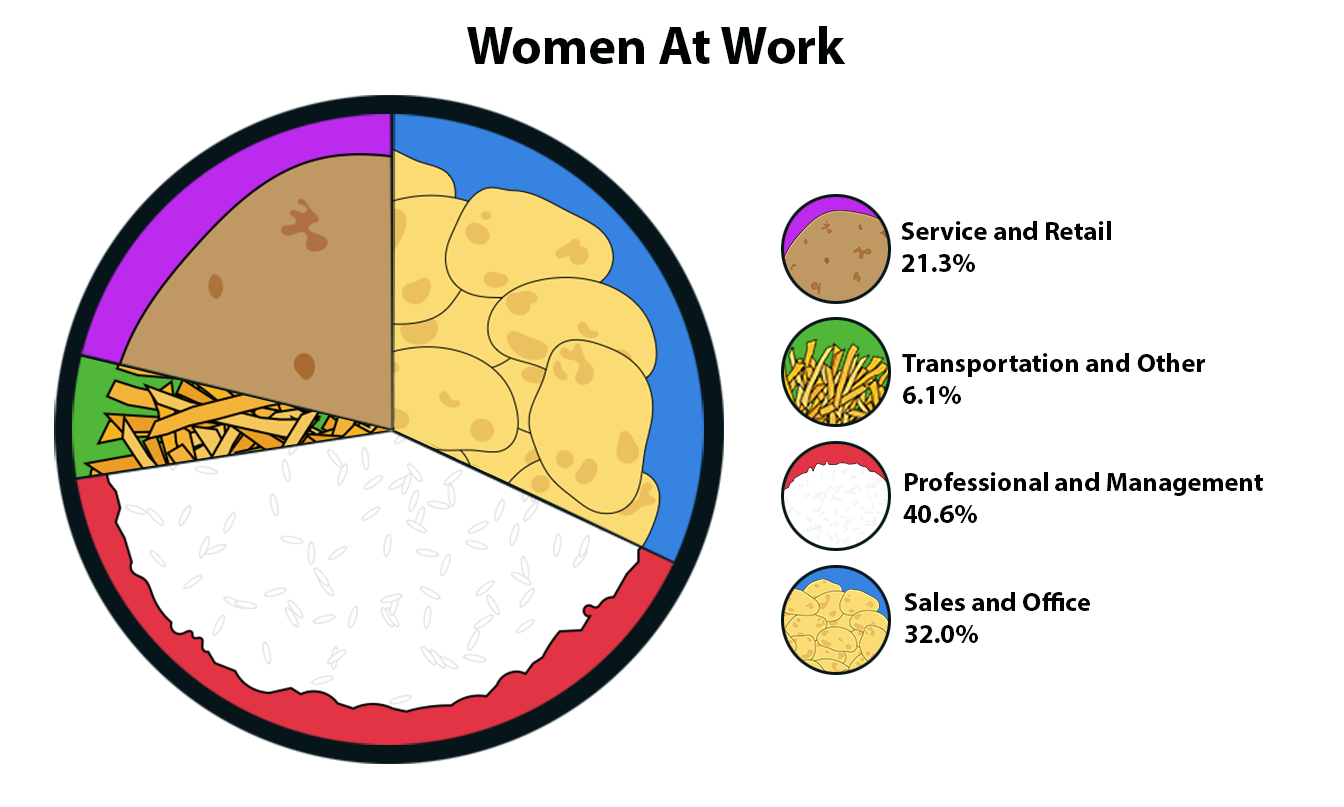 Women At Work
Service and Retail
21.3%
Transportation and Other
6.1%
Professional and Management
40.6%
Sales and Office
32.0%